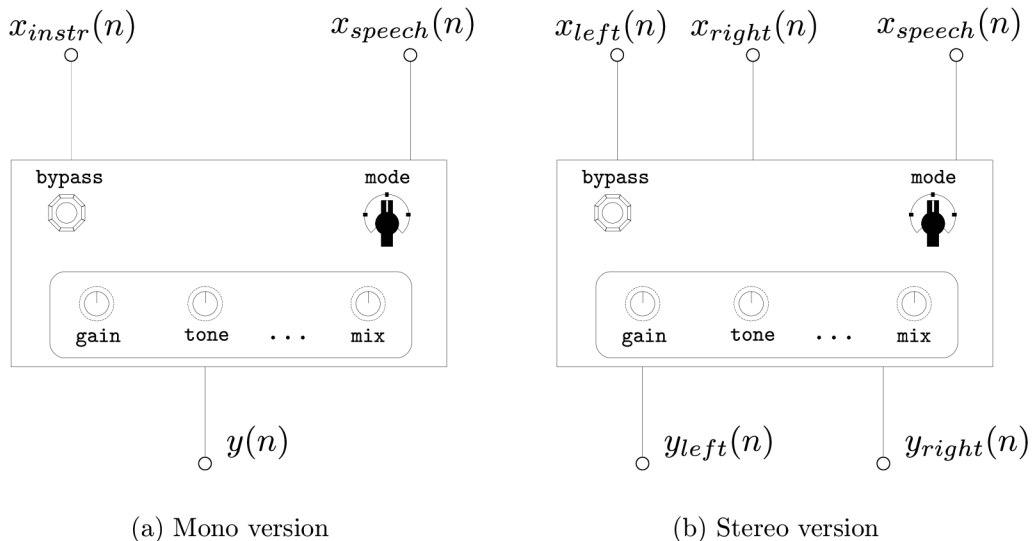 x_{instr}(n) x_{speech}(n) x_{left}(n) x_{right}(n) x_{speech}(n)
bypass mode bypass mode
gain tone ... mix gain tone ... mix
y(n) y_{left}(n) y_{right}(n)
(a) Mono version (b) Stereo version